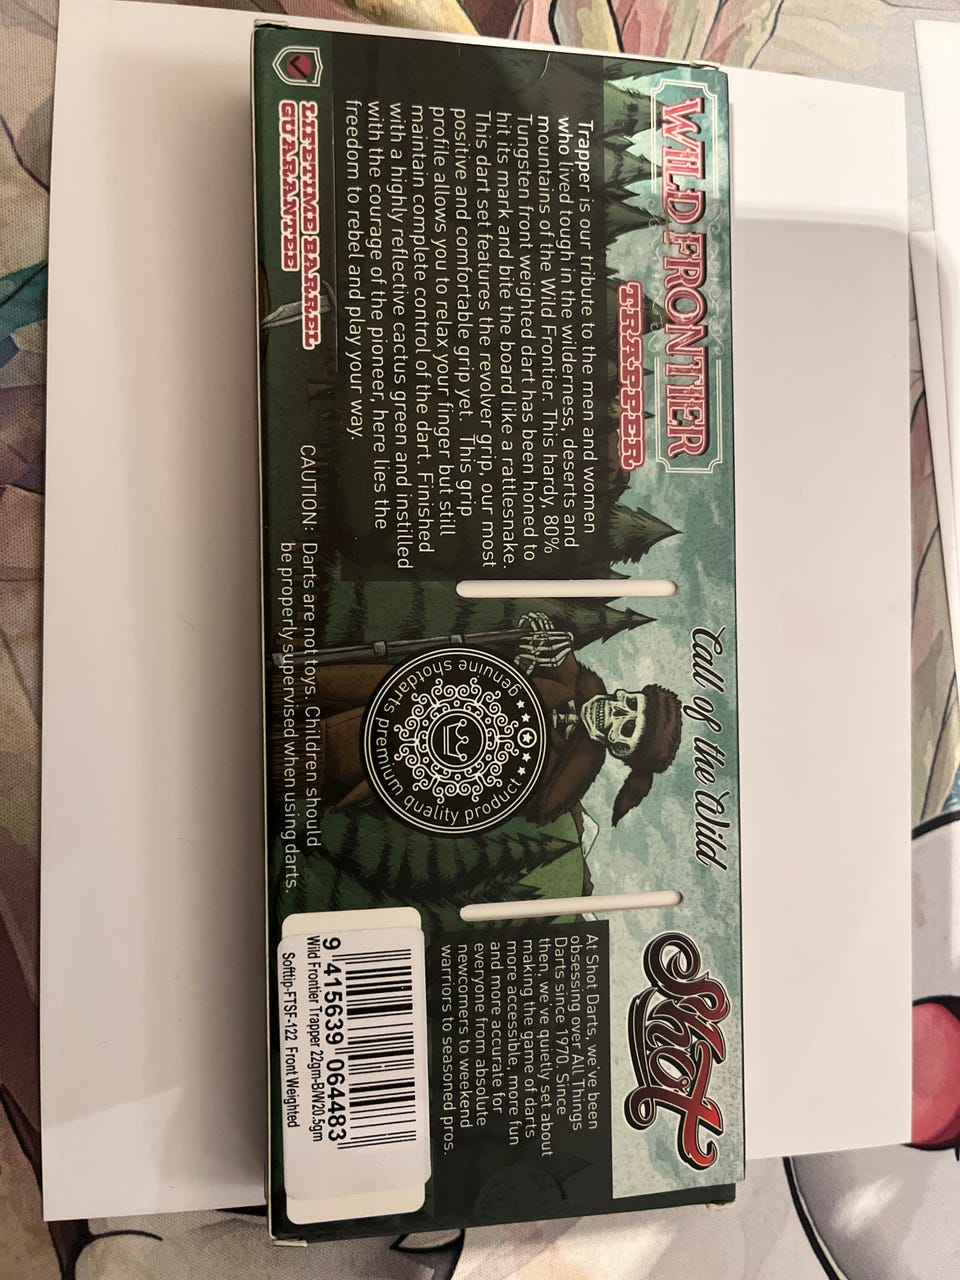 WILD FRONTIER
TRAPPER
Trapper is our tribute to the men and women
who lived tough in the wilderness, deserts and
mountains of the Wild Frontier. This hardy, 80%
Tungsten front weighted dart has been honed to
hit its mark and bite the board like a rattlesnake.
This dart set features the revolver grip, our most
positive and comfortable grip yet. This grip
profile allows you to relax your finger but still
maintain complete control of the dart. Finished
with a highly reflective cactus green and instilled
with the courage of the pioneer, here lies the
freedom to rebel and play your way.
LIFETIME BARREL
GUARANTEE
CAUTION: Darts are not toys. Children should
be properly supervised when using darts.
Call of the Wild
genuine shotdarts premium quality product
Shot
At Shot Darts, we've been
obsessing over All Things
Darts since 1970. Since
then, we've quietly set about
making the game of darts
more accessible, more fun
and more accurate for
everyone from absolute
newcomers to weekend
warriors to seasoned pros.
9 415639 064483
Wild Frontier Trapper 22gm-B/W20.5gm
Softtip-FTSF-122 Front Weighted